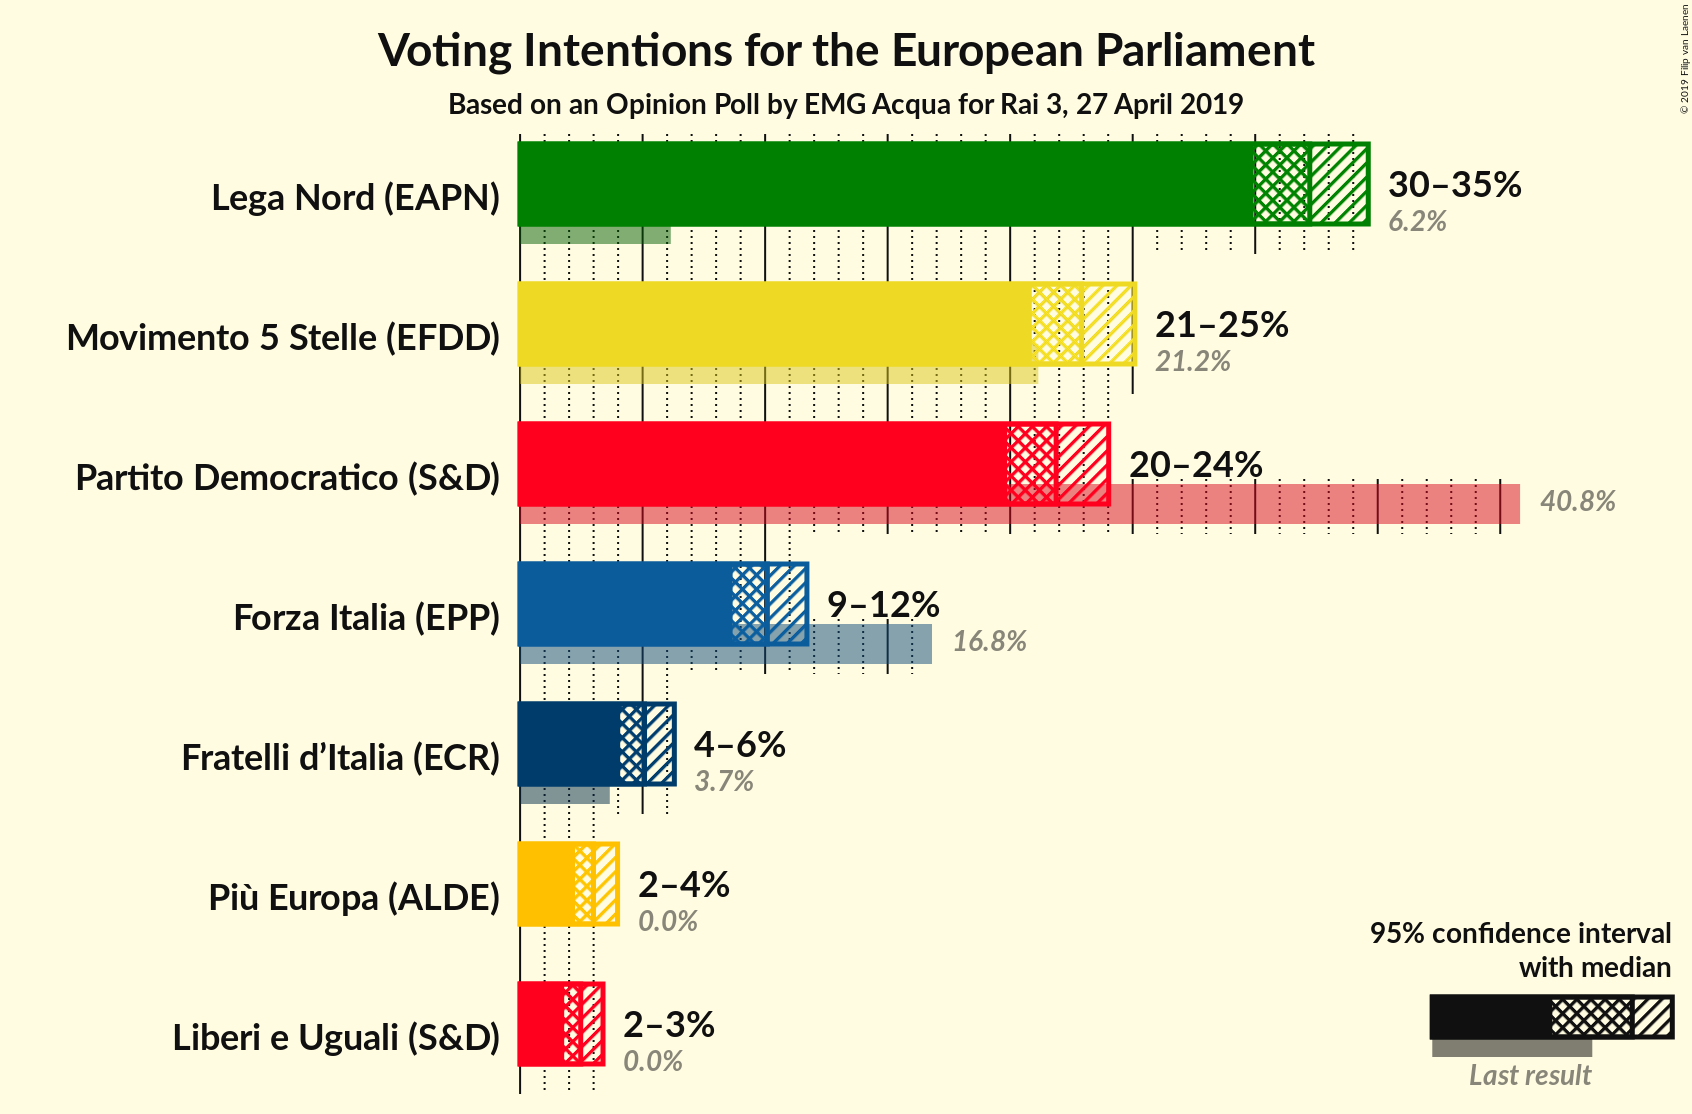 Voting Intentions for the European Parliament
Based on an Opinion Poll by EMG Acqua for Rai 3, 27 April 2019
© 2019 Filip van Laenen
Lega Nord (EAPN)
30–35%
6.2%
Movimento 5 Stelle (EFDD)
21–25%
21.2%
Partito Democratico (S&D)
20–24%
40.8%
Forza Italia (EPP)
9–12%
16.8%
Fratelli d’Italia (ECR)
4–6%
3.7%
Più Europa (ALDE)
2–4%
0.0%
Liberi e Uguali (S&D)
2–3%
0.0%
95% confidence interval
with median
Last result